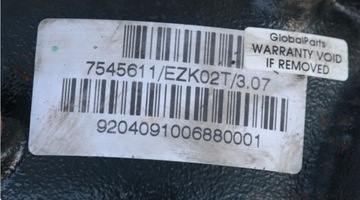 GlobalParts
WARRANTY VOID
IF REMOVED
7545611/EZK02T/3.07
9204091006880001